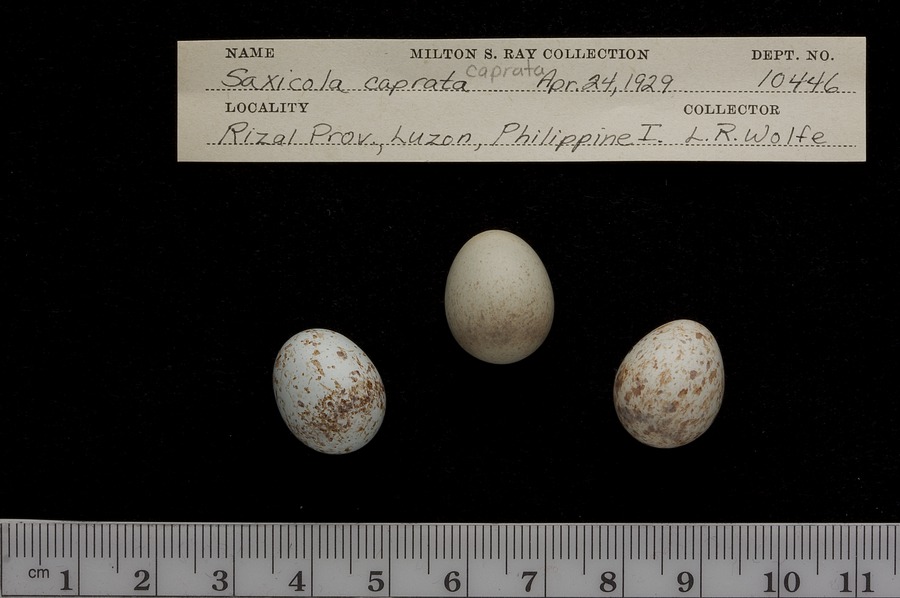 NAME MILTON S. RAY COLLECTION DEPT. NO.
Saxicola caprata caprata Apr. 24, 1929 10446
LOCALITY COLLECTOR
Rizal Prov., Luzon, Philippine I. L. R. Wolfe
cm 1 2 3 4 5 6 7 8 9 10 11